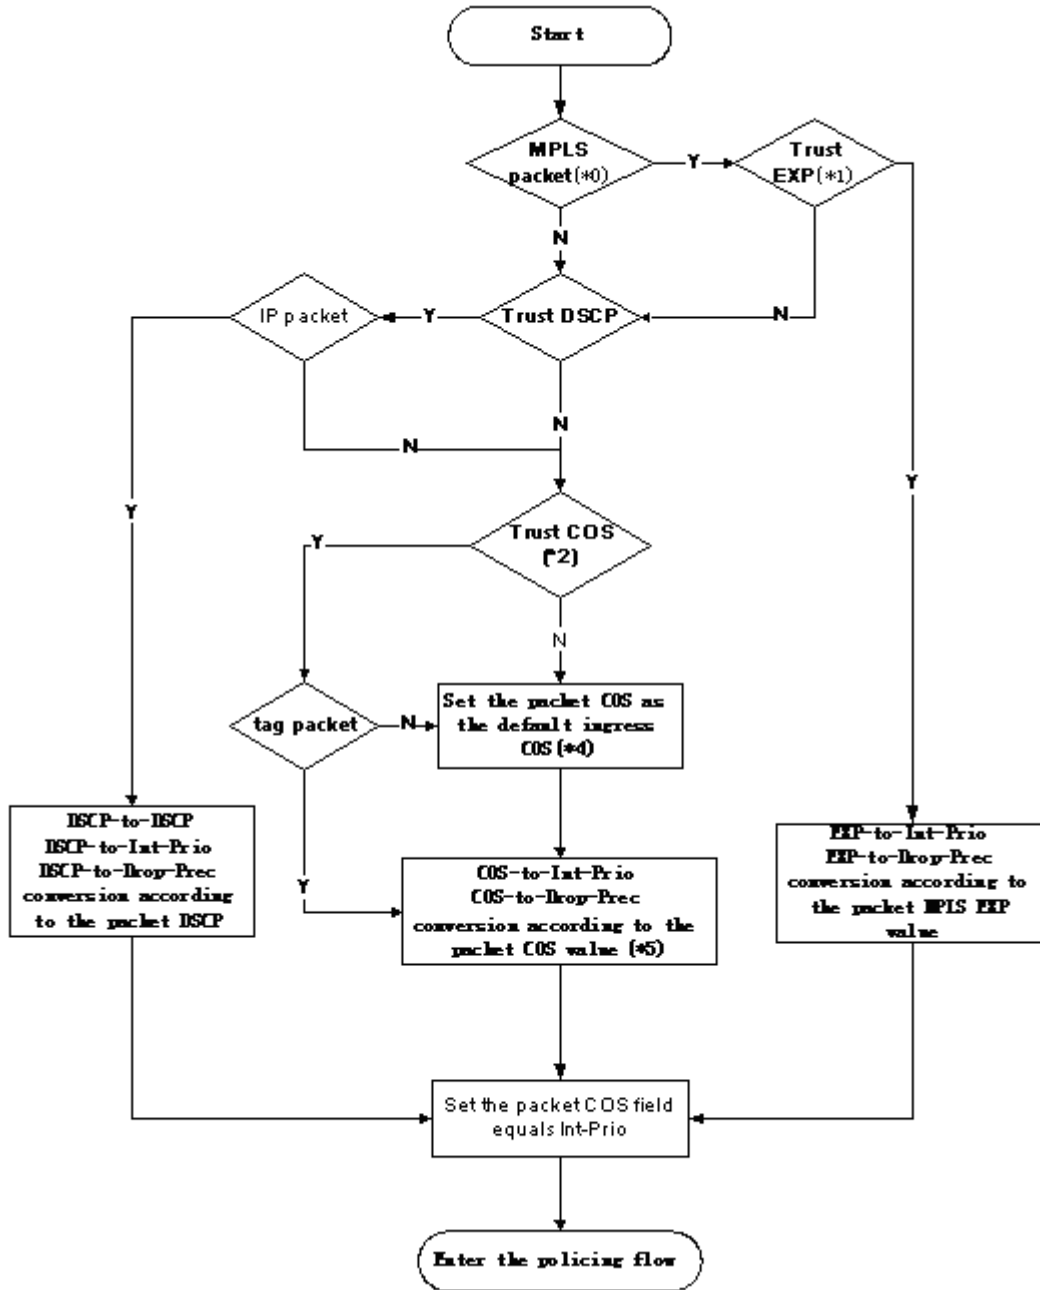 Start
MPLS
packet(*0)
Y
Trust
EXP(*1)
N
IP packet
Y
Trust DSCP
N
N
N
Y
Y
Trust COS
(*2)
Y
N
tag packet
N
Set the packet COS as
the default ingress
COS(*4)
DSCP-to-DSCP
DSCP-to-Int-Prio
DSCP-to-Drop-Prec
conversion according
to the packet DSCP
Y
COS-to-Int-Prio
COS-to-Drop-Prec
conversion according to the
packet COS value (*5)
EXP-to-Int-Prio
EXP-to-Drop-Prec
conversion according to
the packet MPLS EXP
value
Set the packet COS field
equals Int-Prio
Enter the policing flow